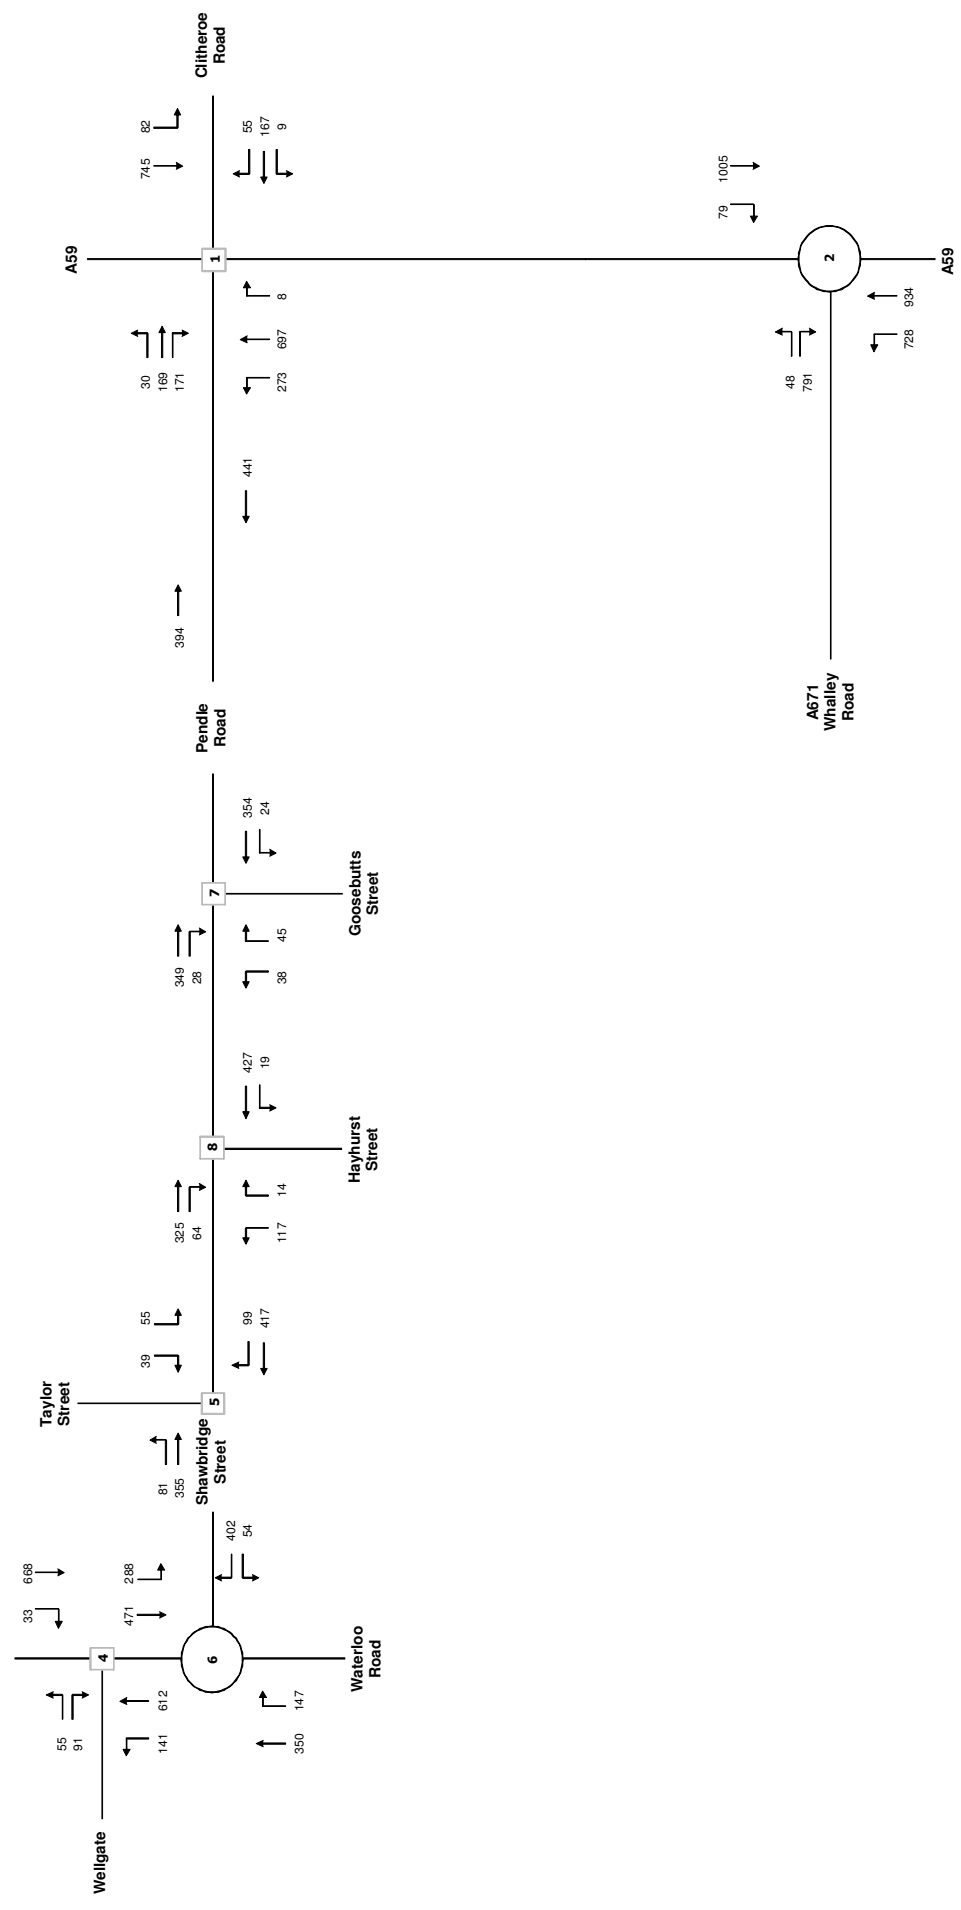 Clitheroe
Road
82
745
55
167
9
A59
1
8
697
273
30
169
171
1005
79
2
A59
934
728
48
791
441
394
A671
Whalley
Road
Pendle
Road
354
24
7
Goosebutts
Street
349
28
45
38
427
19
8
Hayhurst
Street
325
64
14
117
55
39
99
417
Taylor
Street
5
Shawbridge
Street
81
355
402
54
668
33
288
471
4
6
Waterloo
Road
55
91
612
141
147
350
Wellgate